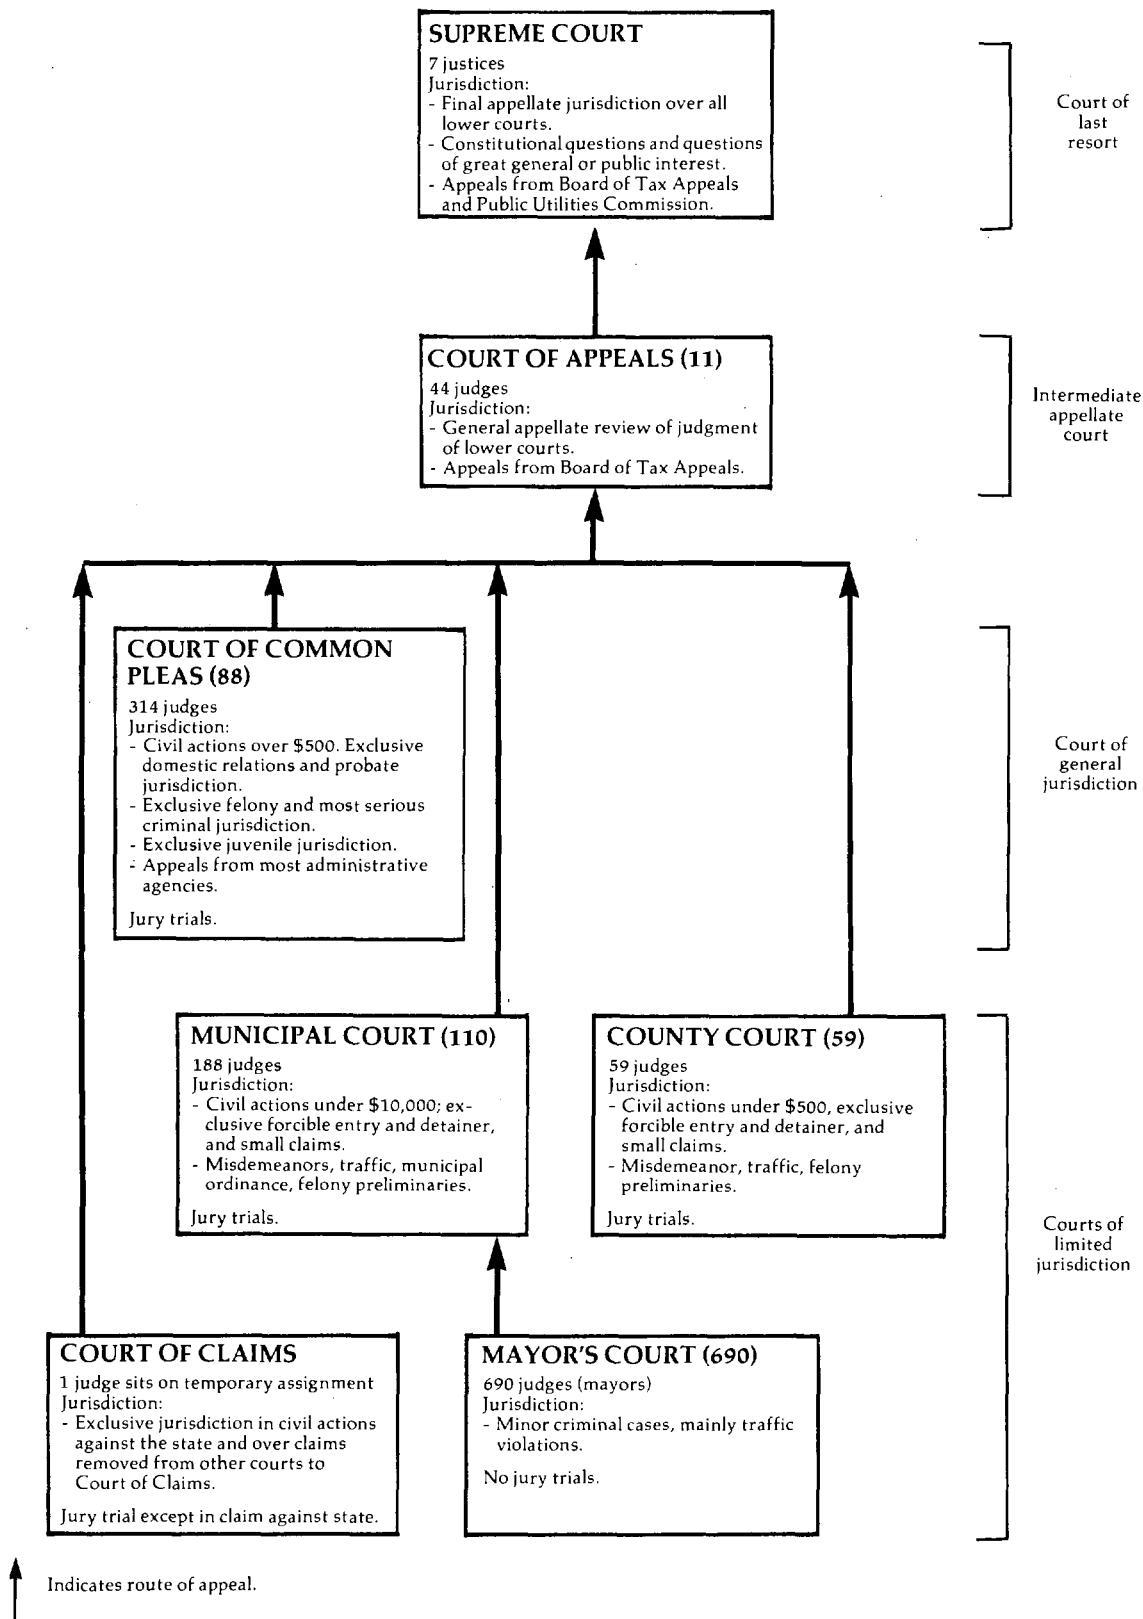 SUPREME COURT
7 justices
Jurisdiction:
- Final appellate jurisdiction over all
lower courts.
- Constitutional questions and questions
of great general or public interest.
- Appeals from Board of Tax Appeals
and Public Utilities Commission.
Court of
last
resort
COURT OF APPEALS (11)
44 judges
Jurisdiction:
- General appellate review of judgment
of lower courts.
- Appeals from Board of Tax Appeals.
Intermediate
appellate
court
COURT OF COMMON
PLEAS (88)
314 judges
Jurisdiction:
- Civil actions over $500. Exclusive
domestic relations and probate
jurisdiction.
- Exclusive felony and most serious
criminal jurisdiction.
- Exclusive juvenile jurisdiction.
- Appeals from most administrative
agencies.
Jury trials.
Court of
general
jurisdiction
MUNICIPAL COURT (110)
188 judges
Jurisdiction:
- Civil actions under $10,000; ex-
clusive forcible entry and detainer,
and small claims.
- Misdemeanors, traffic, municipal
ordinance, felony preliminaries.
Jury trials.
COUNTY COURT (59)
59 judges
Jurisdiction:
- Civil actions under $500, exclusive
forcible entry and detainer, and
small claims.
- Misdemeanor, traffic, felony
preliminaries.
Jury trials.
Courts of
limited
jurisdiction
COURT OF CLAIMS
1 judge sits on temporary assignment
Jurisdiction:
- Exclusive jurisdiction in civil actions
against the state and over claims
removed from other courts to
Court of Claims.
Jury trial except in claim against state.
MAYOR'S COURT (690)
690 judges (mayors)
Jurisdiction:
- Minor criminal cases, mainly traffic
violations.
No jury trials.
Indicates route of appeal.